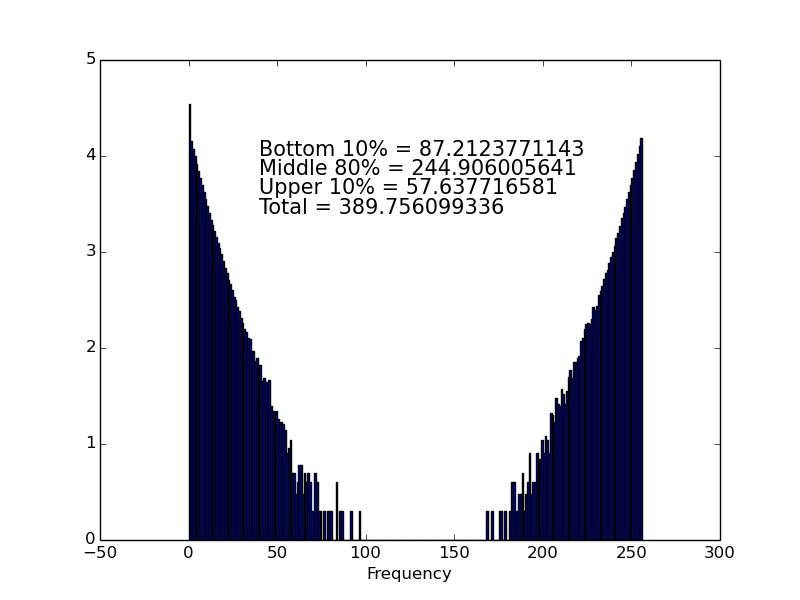 5
4
3
2
1
0
Bottom 10% = 87.2123771143
Middle 80% = 244.906005641
Upper 10% = 57.637716581
Total = 389.756099336
−50 0 50 100 150 200 250 300
Frequency